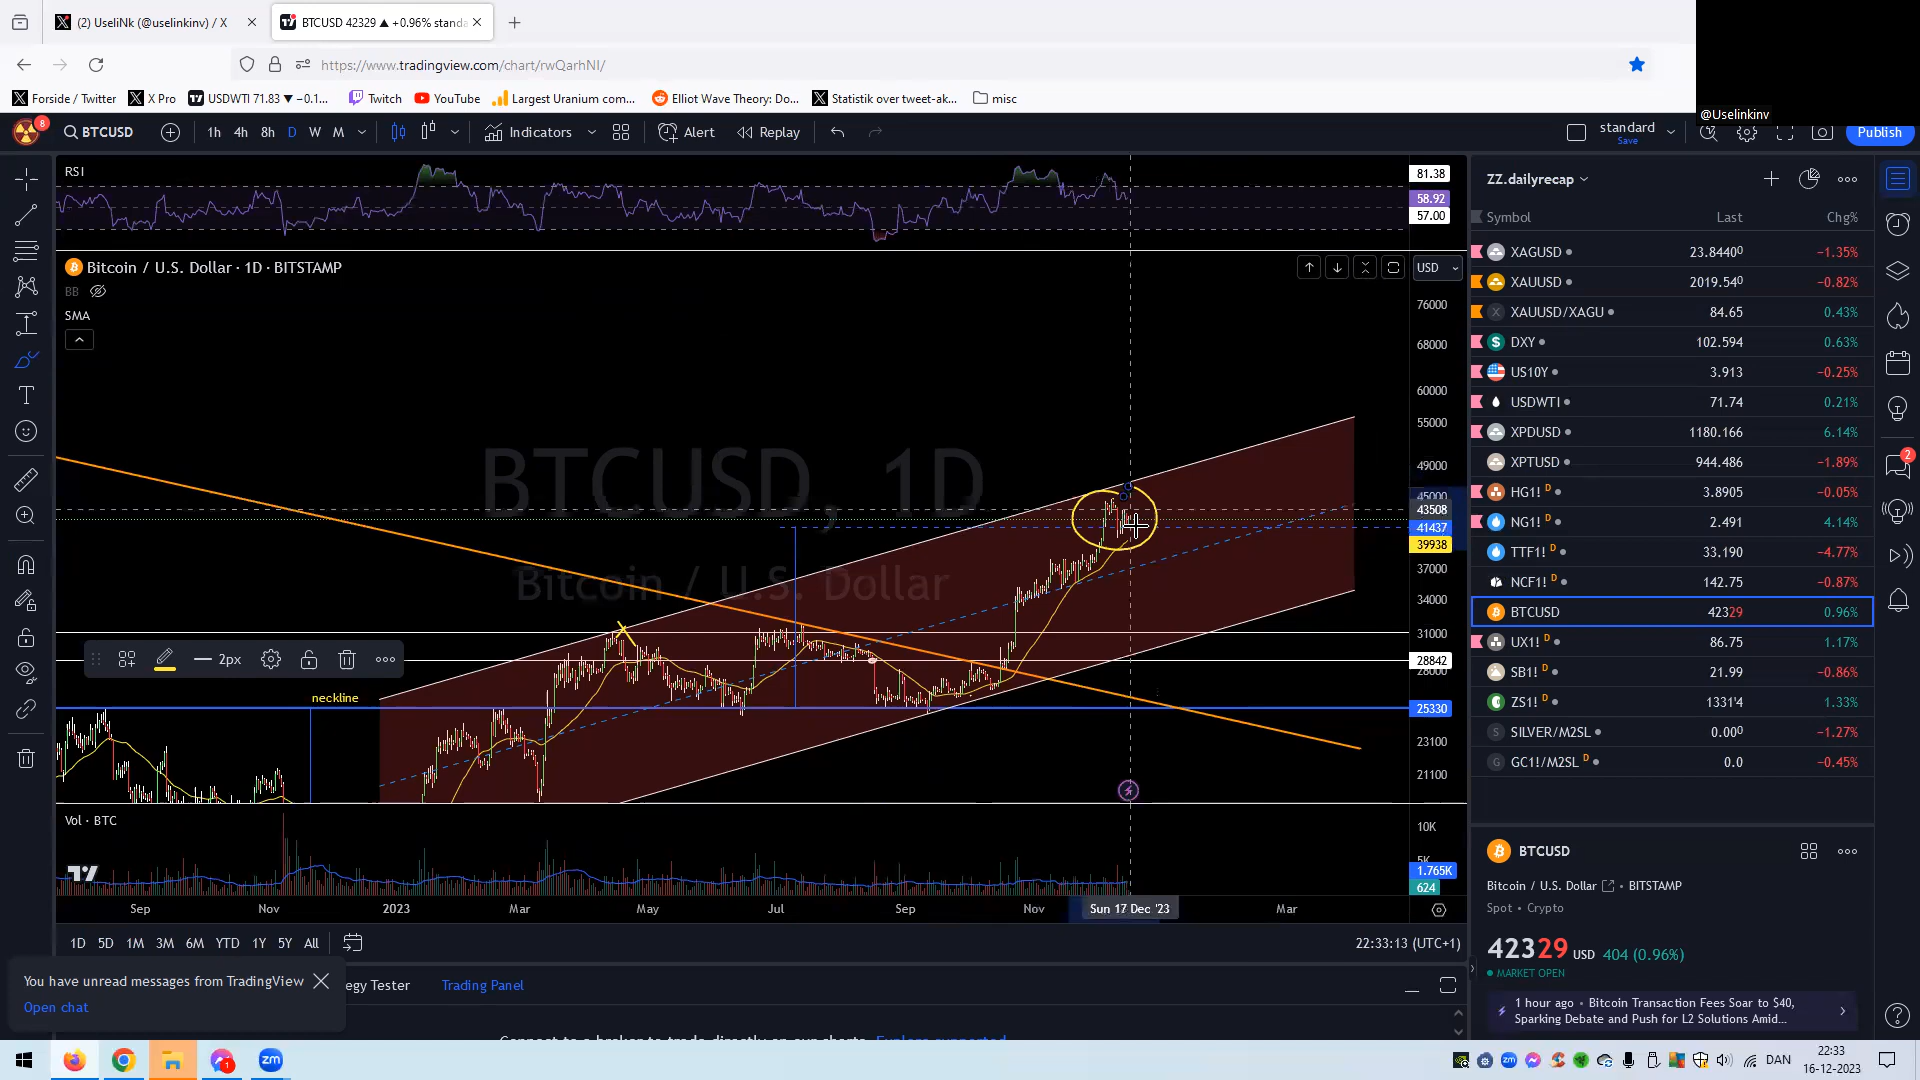 (2) UseliNk (@uselinkinv) / X
BTCUSD 42329 ▲ +0.96% standa
https://www.tradingview.com/chart/rwQarhNI/
Forside / Twitter
X Pro
USDWTI 71.83 ▼ −0.1...
Twitch
YouTube
Largest Uranium com...
Elliot Wave Theory: Do...
Statistik over tweet-ak...
misc
@Uselinkinv
8
BTCUSD
1h 4h 8h D W M
Indicators
Alert
Replay
standard
Save
Publish
RSI
81.38
58.92
57.00
Bitcoin / U.S. Dollar · 1D · BITSTAMP
USD
BB
SMA
BTCUSD, 1D
Bitcoin / U.S. Dollar
76000
68000
60000
55000
49000
45000
43508
41437
39938
37000
34000
31000
28842
28000
25330
23100
21100
2px
neckline
Vol · BTC
10K
5K
1.765K
624
Sep Nov 2023 Mar May Jul Sep Nov Sun 17 Dec '23 Mar
1D 5D 1M 3M 6M YTD 1Y 5Y All
22:33:13 (UTC+1)
You have unread messages from TradingView
Open chat
egy Tester
Trading Panel
ZZ.dailyrecap
Symbol Last Chg%
XAGUSD 23.8440⁰ −1.35%
XAUUSD 2019.54⁰ −0.82%
XAUUSD/XAGU 84.65 0.43%
DXY 102.594 0.63%
US10Y 3.913 −0.25%
USDWTI 71.74 0.21%
XPDUSD 1180.166 6.14%
XPTUSD 944.486 −1.89%
HG1! D 3.8905 −0.05%
NG1! D 2.491 4.14%
TTF1! D 33.190 −4.77%
NCF1! D 142.75 −0.87%
BTCUSD 42329 0.96%
UX1! D 86.75 1.17%
SB1! D 21.99 −0.86%
ZS1! D 1331'4 1.33%
SILVER/M2SL 0.00⁰ −1.27%
GC1!/M2SL D 0.0 −0.45%
2
BTCUSD
Bitcoin / U.S. Dollar • BITSTAMP
Spot • Crypto
42329 USD 404 (0.96%)
MARKET OPEN
1 hour ago • Bitcoin Transaction Fees Soar to $40,
Sparking Debate and Push for L2 Solutions Amid...
DAN
22:33
16-12-2023